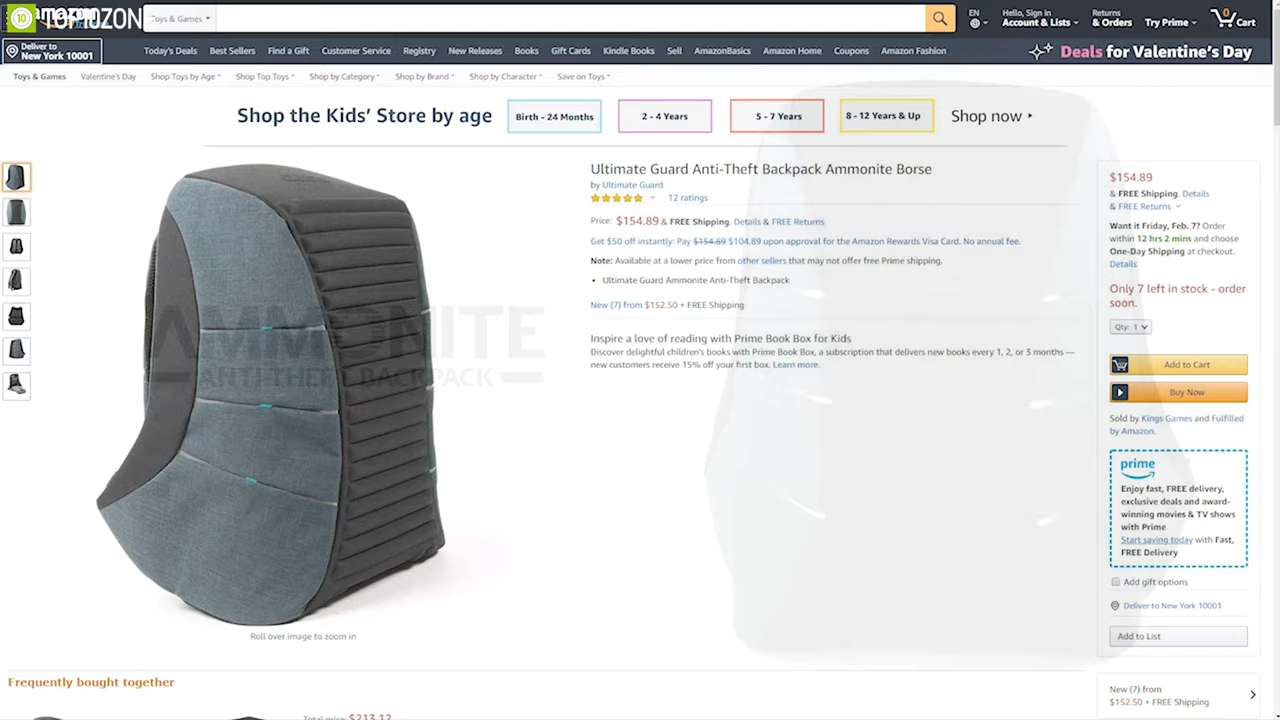 10 TOP10ZON
Toys & Games
EN
Hello, Sign in
Account & Lists
Returns
& Orders
Try Prime
0
Cart
Deliver to
New York 10001
Today's Deals Best Sellers Find a Gift Customer Service Registry New Releases Books Gift Cards Kindle Books Sell AmazonBasics Amazon Home Coupons Amazon Fashion
Deals for Valentine's Day
Toys & Games Valentine's Day Shop Toys by Age Shop Top Toys Shop by Category Shop by Brand Shop by Character Save on Toys
Shop the Kids' Store by age
Birth - 24 Months
2 - 4 Years
5 - 7 Years
8 - 12 Years & Up
Shop now
AMMONITE
ANTI-THEFT BACKPACK
Roll over image to zoom in
Ultimate Guard Anti-Theft Backpack Ammonite Borse
by Ultimate Guard
12 ratings
Price: $154.89 & FREE Shipping. Details & FREE Returns
Get $50 off instantly: Pay $154.89 $104.89 upon approval for the Amazon Rewards Visa Card. No annual fee.
Note: Available at a lower price from other sellers that may not offer free Prime shipping.
• Ultimate Guard Ammonite Anti-Theft Backpack
New (7) from $152.50 + FREE Shipping
Inspire a love of reading with Prime Book Box for Kids
Discover delightful children's books with Prime Book Box, a subscription that delivers new books every 1, 2, or 3 months —
new customers receive 15% off your first box. Learn more.
$154.89
& FREE Shipping. Details
& FREE Returns
Want it Friday, Feb. 7? Order
within 12 hrs 2 mins and choose
One-Day Shipping at checkout.
Details
Only 7 left in stock - order
soon.
Qty: 1
Add to Cart
Buy Now
Sold by Kings Games and Fulfilled
by Amazon.
prime
Enjoy fast, FREE delivery,
exclusive deals and award-
winning movies & TV shows
with Prime
Start saving today with Fast,
FREE Delivery
Add gift options
Deliver to New York 10001
Add to List
New (7) from
$152.50 + FREE Shipping
Frequently bought together
Total price: $213.12